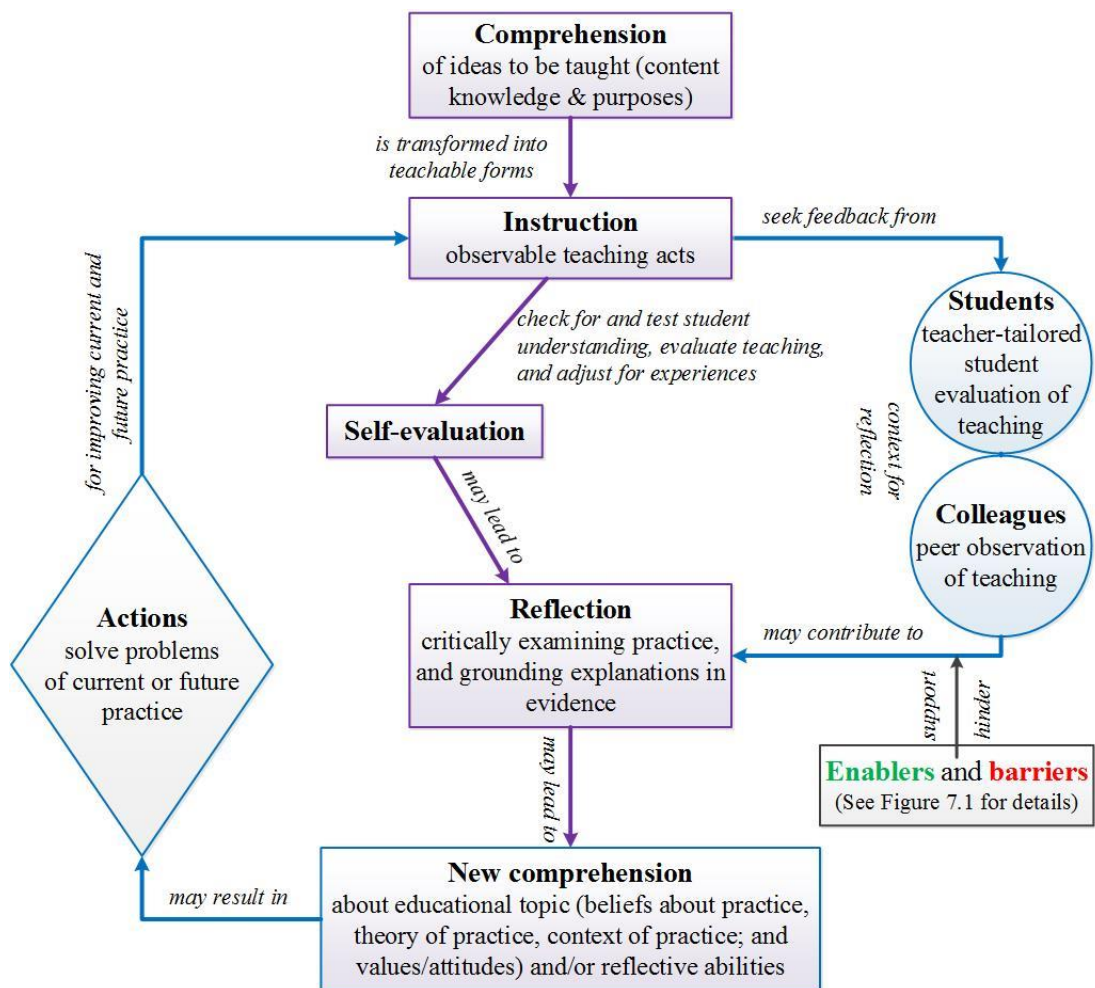 Comprehension
of ideas to be taught (content
knowledge & purposes)
is transformed into
teachable forms
Instruction
observable teaching acts
seek feedback from
for improving current and
future practice
check for and test student
understanding, evaluate teaching,
and adjust for experiences
Students
teacher-tailored
student
evaluation of
teaching
context for
reflection
Self-evaluation
may lead to
Colleagues
peer observation
of teaching
Actions
solve problems
of current or future
practice
Reflection
critically examining practice,
and grounding explanations in
evidence
may contribute to
support
hinder
Enablers and barriers
(See Figure 7.1 for details)
may lead to
New comprehension
about educational topic (beliefs about practice,
theory of practice, context of practice; and
values/attitudes) and/or reflective abilities
may result in